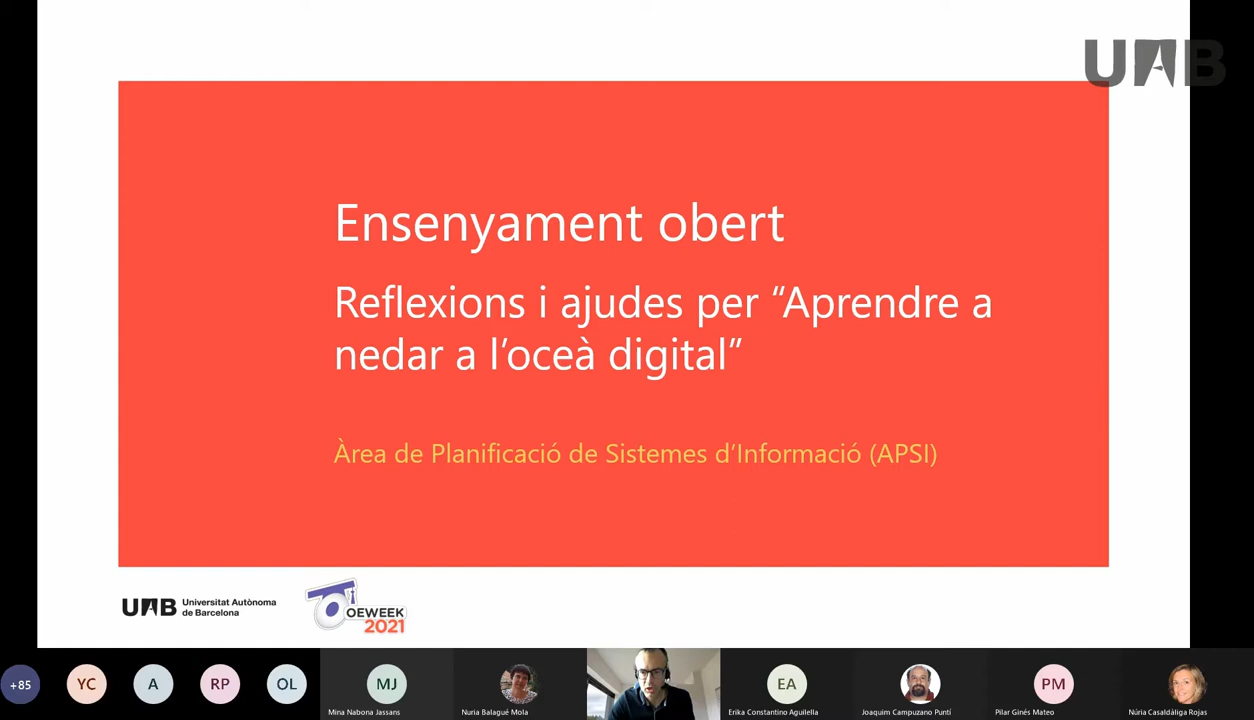 UAB
Ensenyament obert
Reflexions i ajudes per “Aprendre a
nedar a l’oceà digital”
Àrea de Planificació de Sistemes d’Informació (APSI)
UAB Universitat Autònoma
de Barcelona
OEWEEK
2021
+85
YC
A
RP
OL
MJ
EA
PM
Mina Nabona Jassans
Nuria Balagué Mola
Erika Constantino Aguilella
Joaquim Campuzano Puntí
Pilar Ginés Mateo
Núria Casaldàliga Rojas